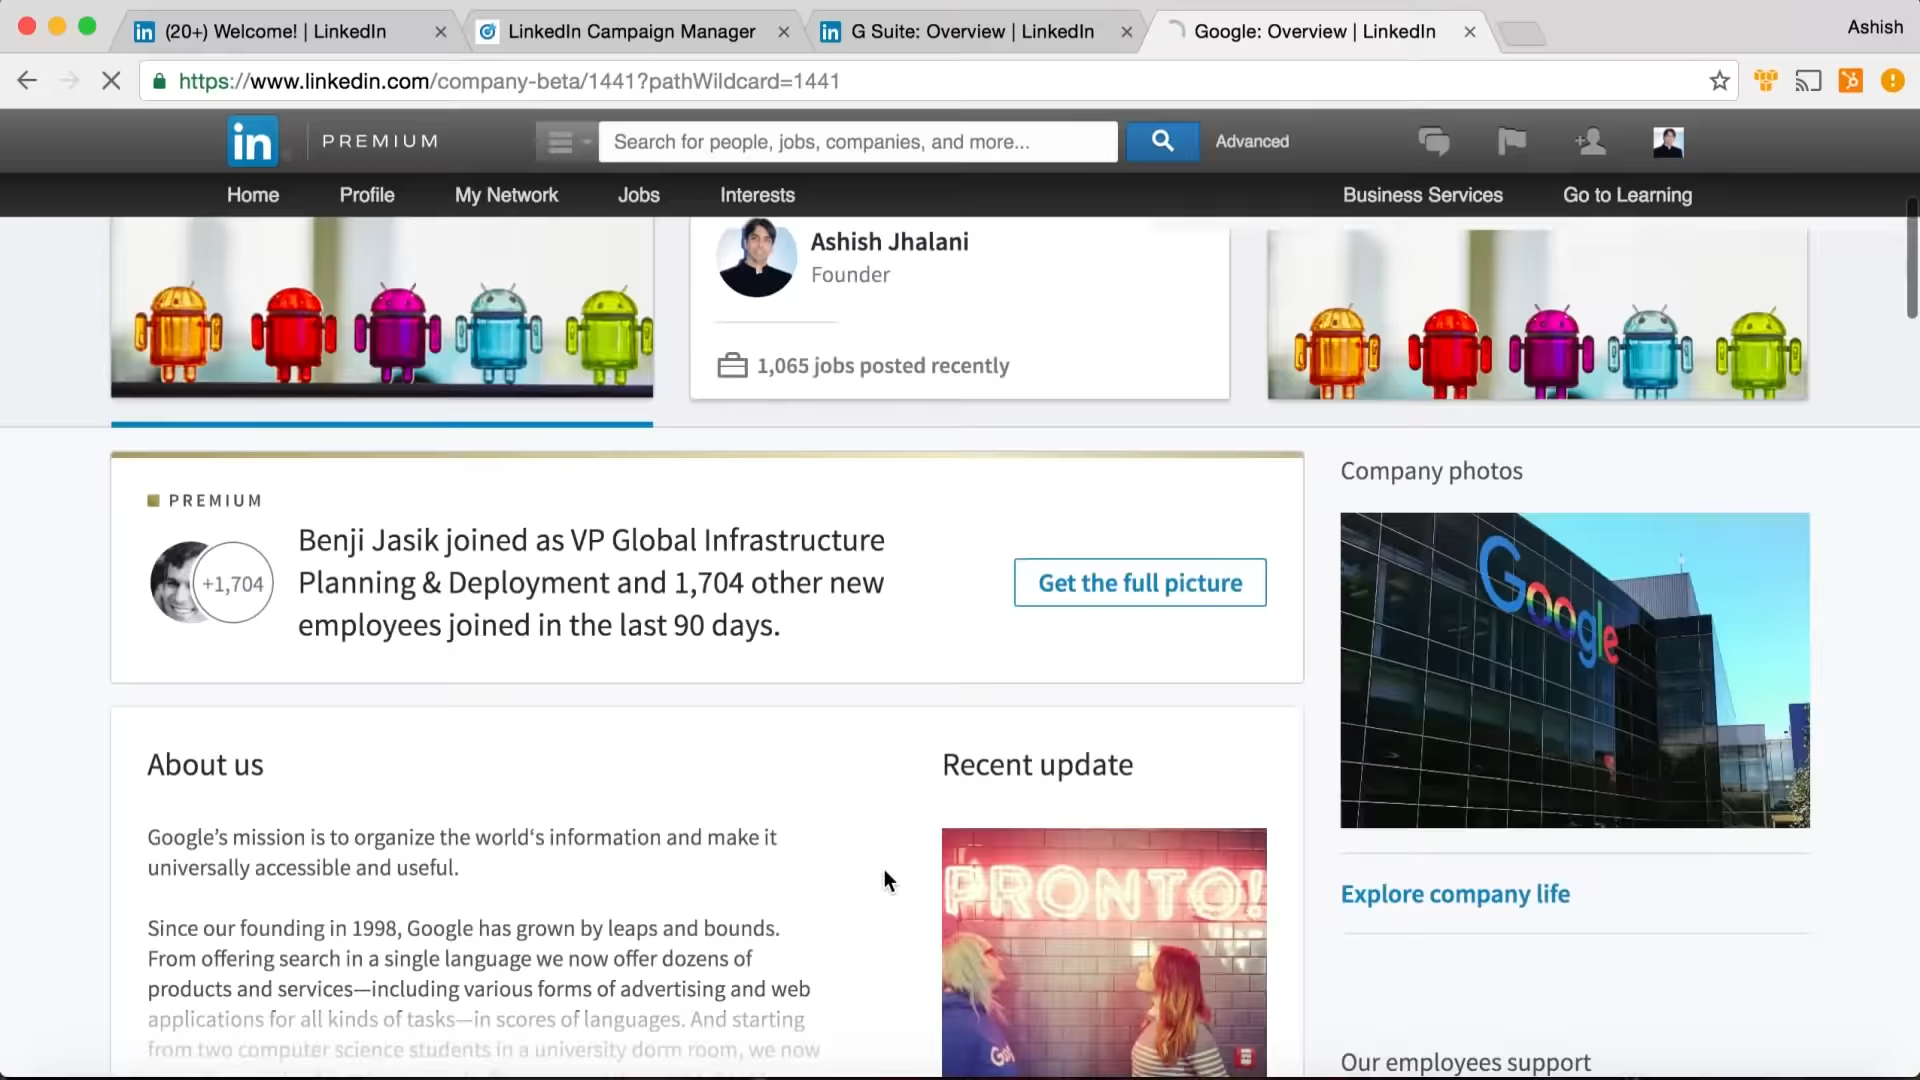 (20+) Welcome! | LinkedIn
LinkedIn Campaign Manager
G Suite: Overview | LinkedIn
Google: Overview | LinkedIn
Ashish
https://www.linkedin.com/company-beta/1441?pathWildcard=1441
in
PREMIUM
Search for people, jobs, companies, and more...
Advanced
Home
Profile
My Network
Jobs
Interests
Business Services
Go to Learning
Ashish Jhalani
Founder
1,065 jobs posted recently
PREMIUM
+1,704
Benji Jasik joined as VP Global Infrastructure
Planning & Deployment and 1,704 other new
employees joined in the last 90 days.
Get the full picture
Company photos
Google
Explore company life
Our employees support
About us
Google’s mission is to organize the world‘s information and make it
universally accessible and useful.
Since our founding in 1998, Google has grown by leaps and bounds.
From offering search in a single language we now offer dozens of
products and services—including various forms of advertising and web
applications for all kinds of tasks—in scores of languages. And starting
from two computer science students in a university dorm room, we now
Recent update
PRONTO!